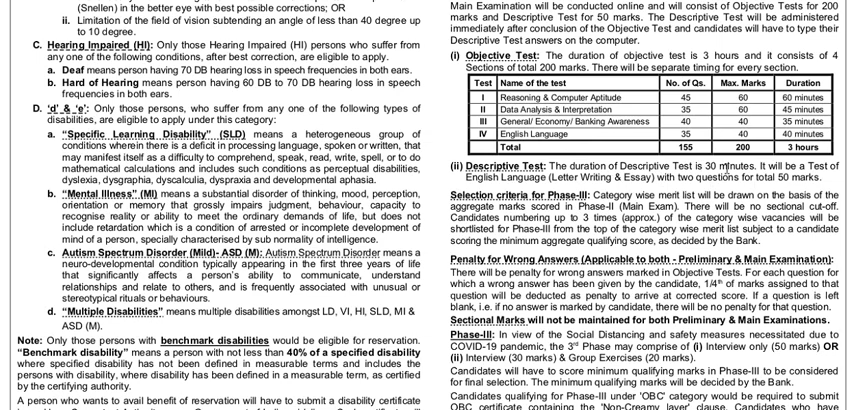 (Snellen) in the better eye with best possible corrections; OR
ii. Limitation of the field of vision subtending an angle of less than 40 degree up
to 10 degree.
C. Hearing Impaired (HI): Only those Hearing Impaired (HI) persons who suffer from
any one of the following conditions, after best correction, are eligible to apply.
a. Deaf means person having 70 DB hearing loss in speech frequencies in both ears.
b. Hard of Hearing means person having 60 DB to 70 DB hearing loss in speech
frequencies in both ears.
D. 'd' & 'e': Only those persons, who suffer from any one of the following types of
disabilities, are eligible to apply under this category:
a. “Specific Learning Disability” (SLD) means a heterogeneous group of
conditions wherein there is a deficit in processing language, spoken or written, that
may manifest itself as a difficulty to comprehend, speak, read, write, spell, or to do
mathematical calculations and includes such conditions as perceptual disabilities,
dyslexia, dysgraphia, dyscalculia, dyspraxia and developmental aphasia.
b. “Mental Illness” (MI) means a substantial disorder of thinking, mood, perception,
orientation or memory that grossly impairs judgment, behaviour, capacity to
recognise reality or ability to meet the ordinary demands of life, but does not
include retardation which is a condition of arrested or incomplete development of
mind of a person, specially characterised by sub normality of intelligence.
c. Autism Spectrum Disorder (Mild)- ASD (M): Autism Spectrum Disorder means a
neuro-developmental condition typically appearing in the first three years of life
that significantly affects a person's ability to communicate, understand
relationships and relate to others, and is frequently associated with unusual or
stereotypical rituals or behaviours.
d. “Multiple Disabilities” means multiple disabilities amongst LD, VI, HI, SLD, MI &
ASD (M).
Note: Only those persons with benchmark disabilities would be eligible for reservation.
“Benchmark disability” means a person with not less than 40% of a specified disability
where specified disability has not been defined in measurable terms and includes the
persons with disability, where disability has been defined in a measurable term, as certified
by the certifying authority.
A person who wants to avail benefit of reservation will have to submit a disability certificate
Main Examination will be conducted online and will consist of Objective Tests for 200
marks and Descriptive Test for 50 marks. The Descriptive Test will be administered
immediately after conclusion of the Objective Test and candidates will have to type their
Descriptive Test answers on the computer.
(i) Objective Test: The duration of objective test is 3 hours and it consists of 4
Sections of total 200 marks. There will be separate timing for every section.
Test Name of the test No. of Qs. Max. Marks Duration
I Reasoning & Computer Aptitude 45 60 60 minutes
II Data Analysis & Interpretation 35 60 45 minutes
III General/ Economy/ Banking Awareness 40 40 35 minutes
IV English Language 35 40 40 minutes
Total 155 200 3 hours
(ii) Descriptive Test: The duration of Descriptive Test is 30 minutes. It will be a Test of
English Language (Letter Writing & Essay) with two questions for total 50 marks.
Selection criteria for Phase-III: Category wise merit list will be drawn on the basis of the
aggregate marks scored in Phase-II (Main Exam). There will be no sectional cut-off.
Candidates numbering up to 3 times (approx.) of the category wise vacancies will be
shortlisted for Phase-III from the top of the category wise merit list subject to a candidate
scoring the minimum aggregate qualifying score, as decided by the Bank.
Penalty for Wrong Answers (Applicable to both - Preliminary & Main Examination):
There will be penalty for wrong answers marked in Objective Tests. For each question for
which a wrong answer has been given by the candidate, 1/4th of marks assigned to that
question will be deducted as penalty to arrive at corrected score. If a question is left
blank, i.e. if no answer is marked by candidate, there will be no penalty for that question.
Sectional Marks will not be maintained for both Preliminary & Main Examinations.
Phase-III: In view of the Social Distancing and safety measures necessitated due to
COVID-19 pandemic, the 3rd Phase may comprise of (i) Interview only (50 marks) OR
(ii) Interview (30 marks) & Group Exercises (20 marks).
Candidates will have to score minimum qualifying marks in Phase-III to be considered
for final selection. The minimum qualifying marks will be decided by the Bank.
Candidates qualifying for Phase-III under 'OBC' category would be required to submit
OBC certificate containing the 'Non-Creamy layer' clause. Candidates who have